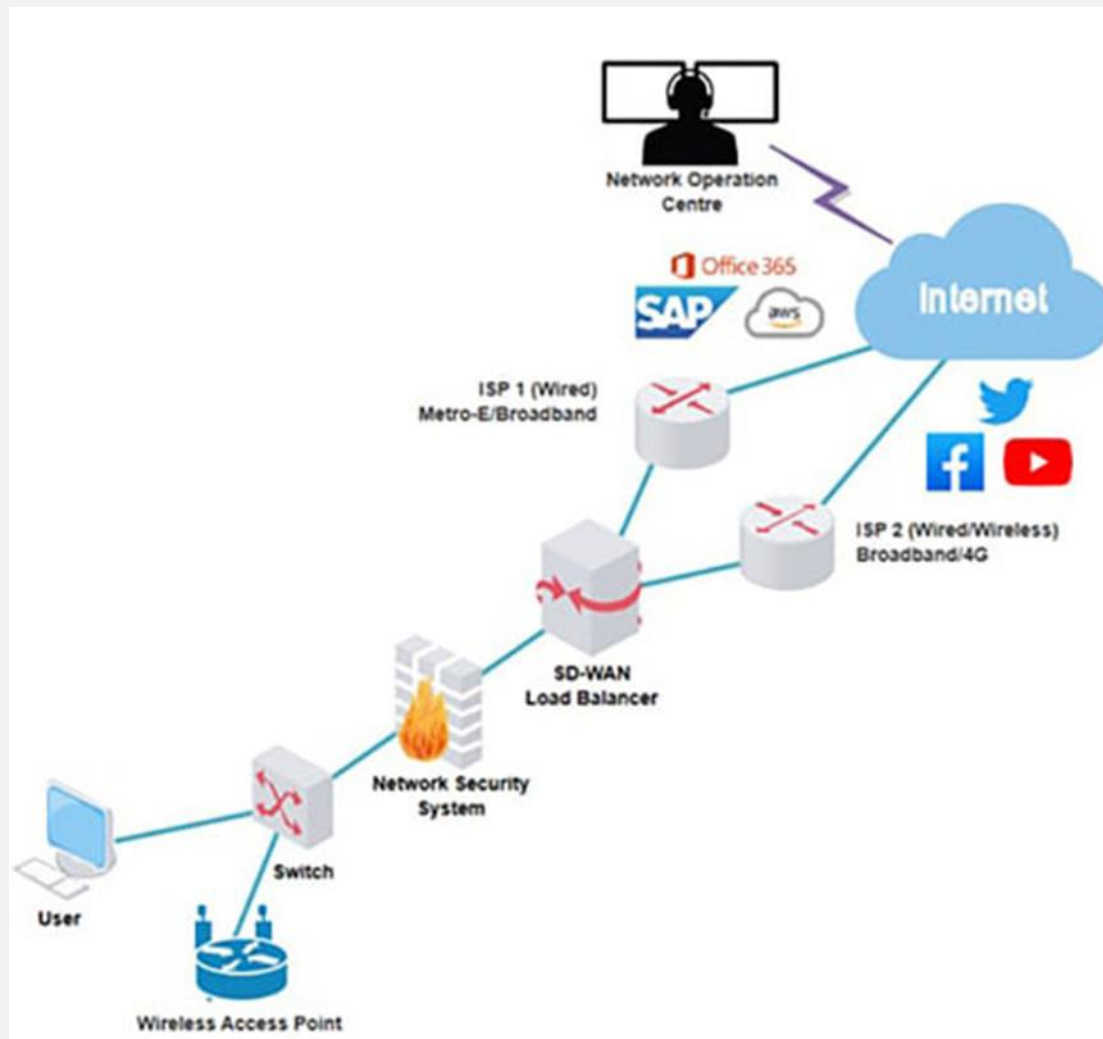 Network Operation
Centre
Office 365
SAP
aws
Internet
ISP 1 (Wired)
Metro-E/Broadband
ISP 2 (Wired/Wireless)
Broadband/4G
SD-WAN
Load Balancer
Network Security
System
Switch
User
Wireless Access Point